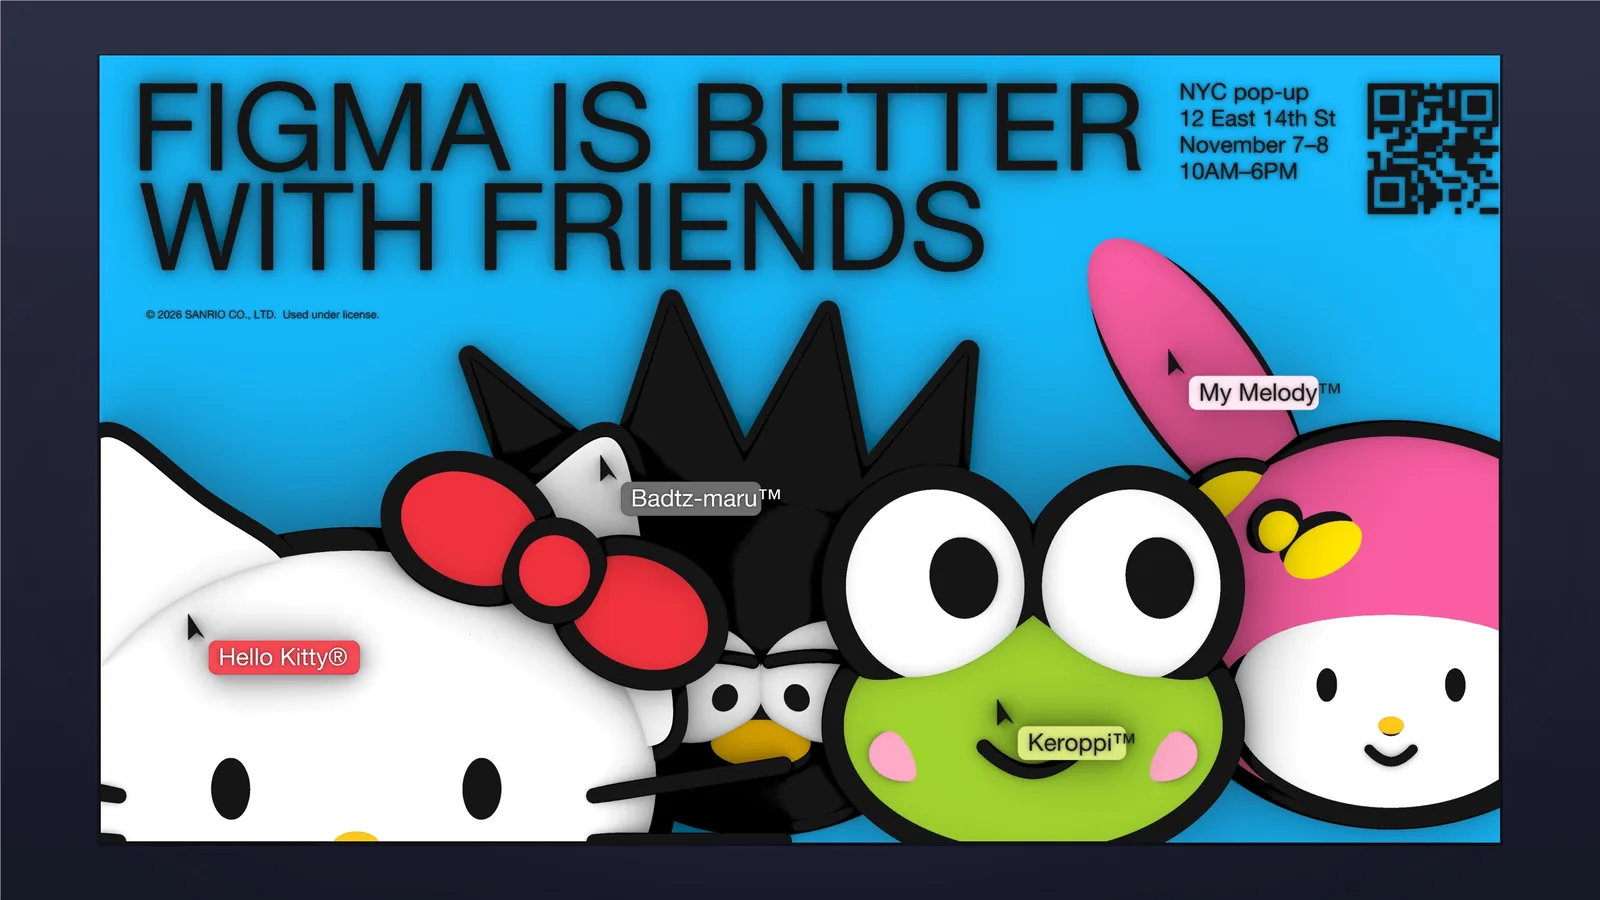 FIGMA IS BETTER
WITH FRIENDS
NYC pop-up
12 East 14th St
November 7–8
10AM–6PM
© 2026 SANRIO CO., LTD.  Used under license.
My Melody™
Badtz-maru™
Hello Kitty®
Keroppi™